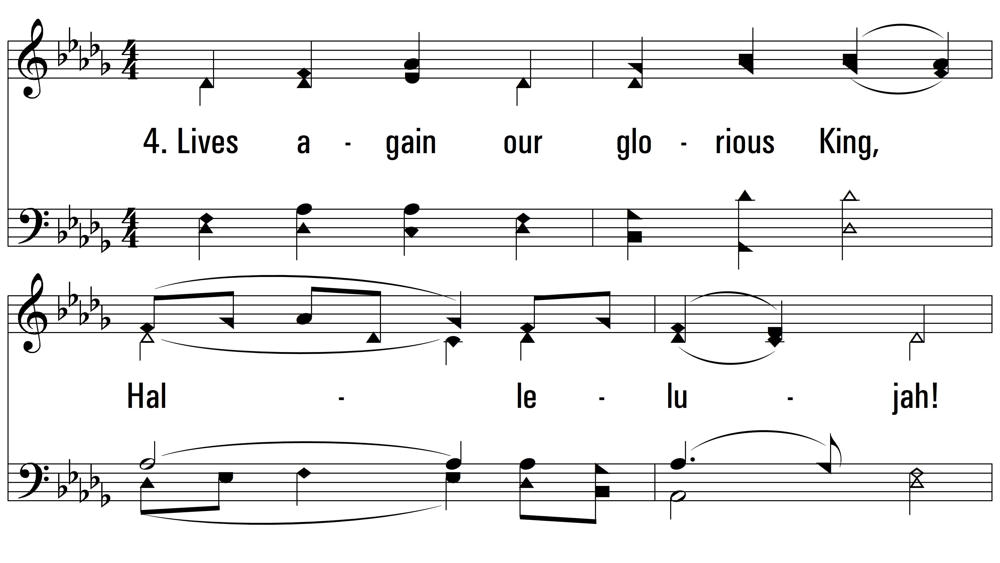 4. Lives a - gain our glo - rious King,
Hal - le - lu - jah!